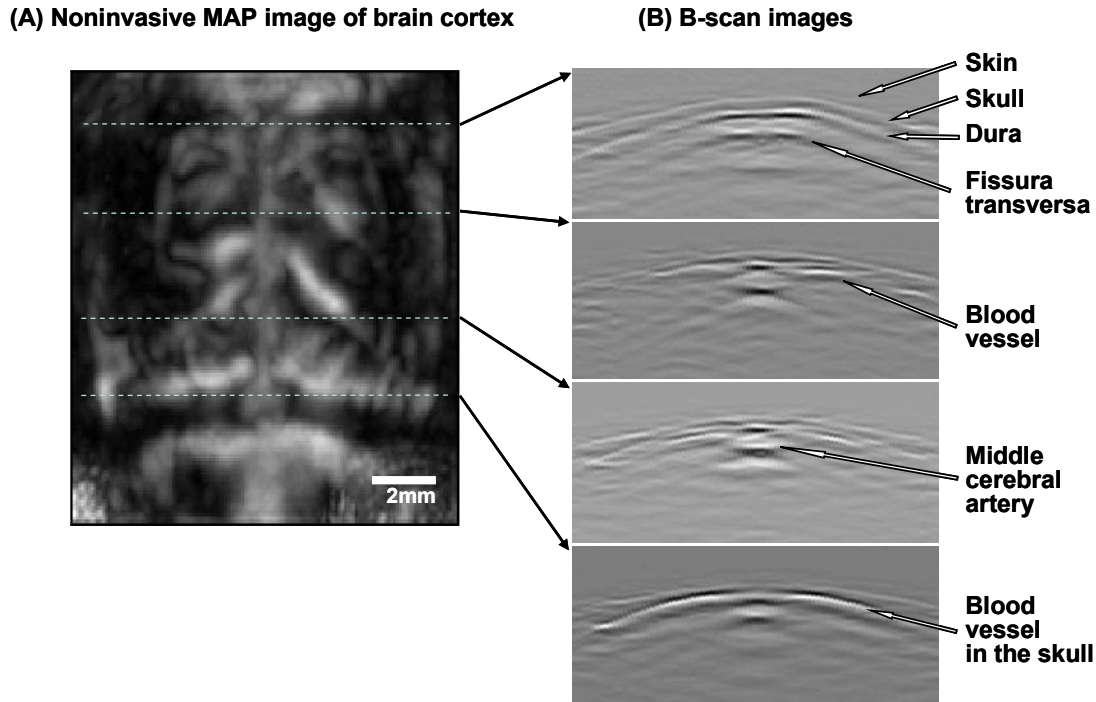 (A) Noninvasive MAP image of brain cortex
(B) B-scan images
Skin
Skull
Dura
Fissura
transversa
Blood
vessel
Middle
cerebral
artery
Blood
vessel
in the skull
2mm